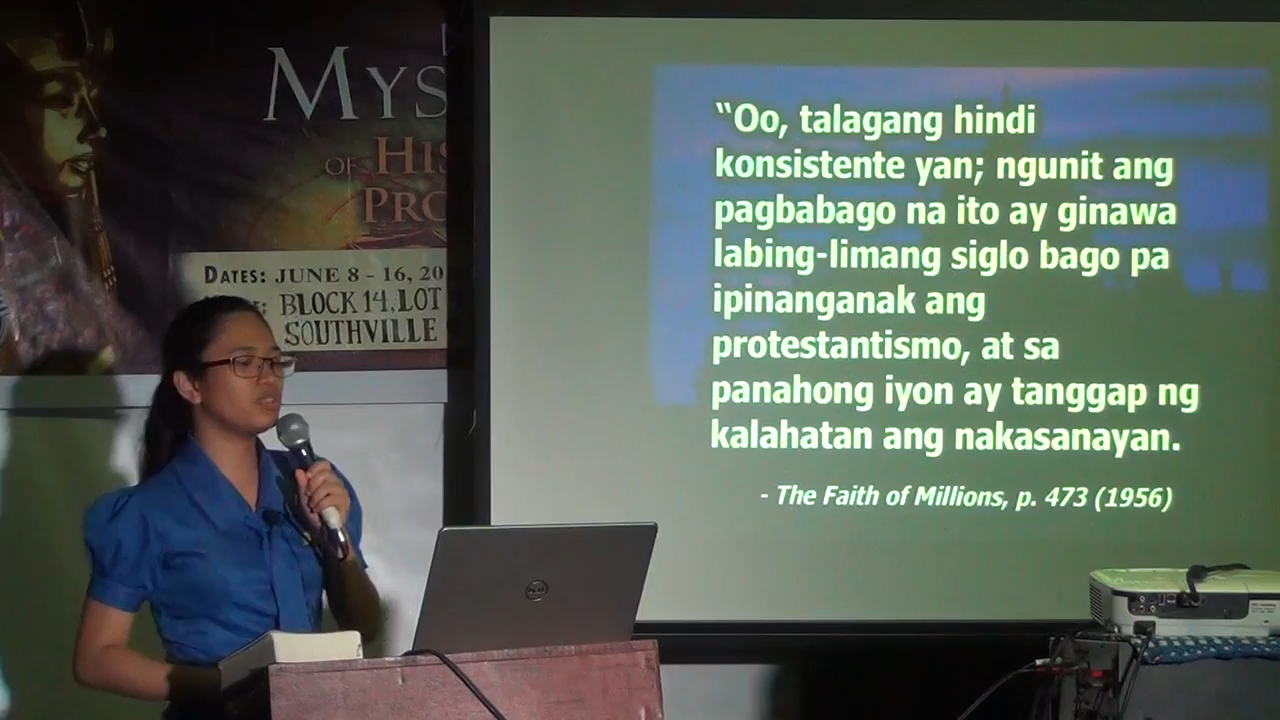 MYS
OF HIS
PRO
DATES: JUNE 8 - 16, 20
BLOCK 14, LOT
SOUTHVILLE
“Oo, talagang hindi
konsistente yan; ngunit ang
pagbabago na ito ay ginawa
labing-limang siglo bago pa
ipinanganak ang
protestantismo, at sa
panahong iyon ay tanggap ng
kalahatan ang nakasanayan.
- The Faith of Millions, p. 473 (1956)
DELL